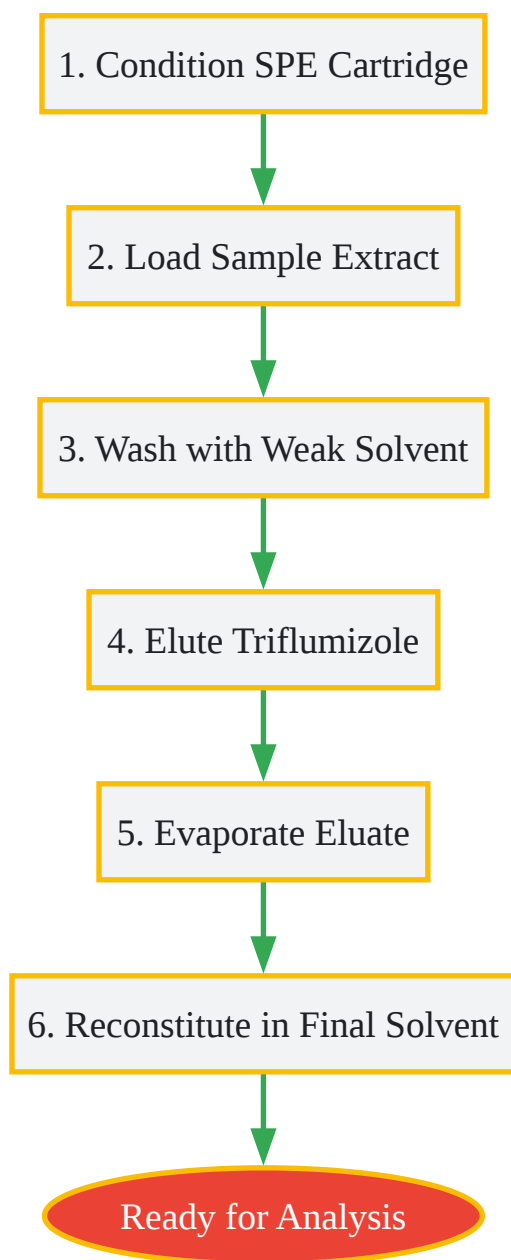 1. Condition SPE Cartridge
2. Load Sample Extract
3. Wash with Weak Solvent
4. Elute Triflumizole
5. Evaporate Eluate
6. Reconstitute in Final Solvent
Ready for Analysis